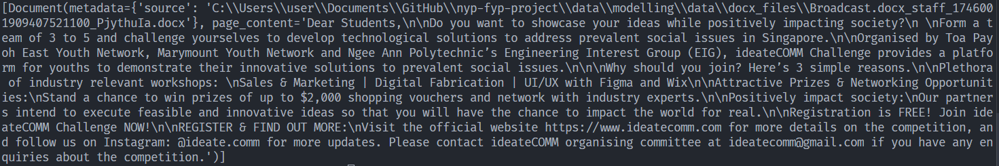 [Document(metadata={'source': 'C:\\Users\\user\\Documents\\GitHub\\nyp-fyp-project\\data\\modelling\\data\\docx_files\\Broadcast.docx_staff_174600
1909407521100_PjythuIa.docx'}, page_content='Dear Students,\n\nDo you want to showcase your ideas while positively impacting society?\n \nForm a t
eam of 3 to 5 and challenge yourselves to develop technological solutions to address prevalent social issues in Singapore.\n\nOrganised by Toa Pay
oh East Youth Network, Marymount Youth Network and Ngee Ann Polytechnic’s Engineering Interest Group (EIG), ideateCOMM Challenge provides a platfo
rm for youths to demonstrate their innovative solutions to prevalent social issues.\n\n\nWhy should you join? Here’s 3 simple reasons.\n\nPlethora
 of industry relevant workshops: \nSales & Marketing | Digital Fabrication | UI/UX with Figma and Wix\n\nAttractive Prizes & Networking Opportunit
ies:\nStand a chance to win prizes of up to $2,000 shopping vouchers and network with industry experts.\n\nPositively impact society:\nOur partner
s intend to execute feasible and innovative ideas so that you will have the chance to impact the world for real.\n\nRegistration is FREE! Join ide
ateCOMM Challenge NOW!\n\nREGISTER & FIND OUT MORE:\nVisit the official website https://www.ideatecomm.com for more details on the competition, an
d follow us on Instagram: @ideate.comm for more updates. Please contact ideateCOMM organising committee at ideatecomm@gmail.com if you have any en
quiries about the competition.')]